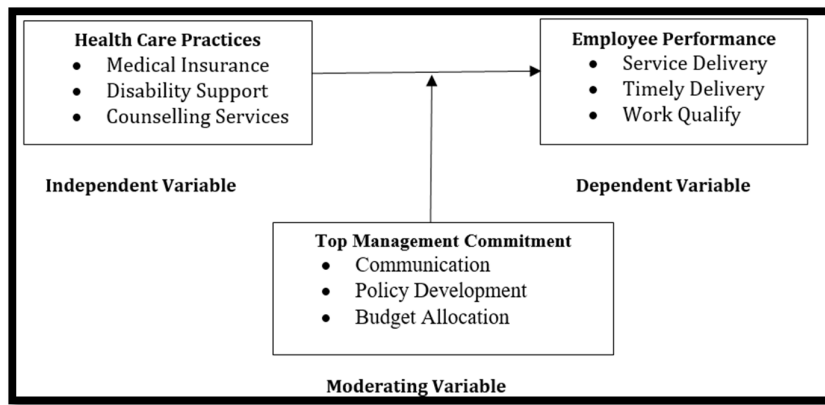 Health Care Practices
• Medical Insurance
• Disability Support
• Counselling Services
Independent Variable
Employee Performance
• Service Delivery
• Timely Delivery
• Work Qualify
Dependent Variable
Top Management Commitment
• Communication
• Policy Development
• Budget Allocation
Moderating Variable